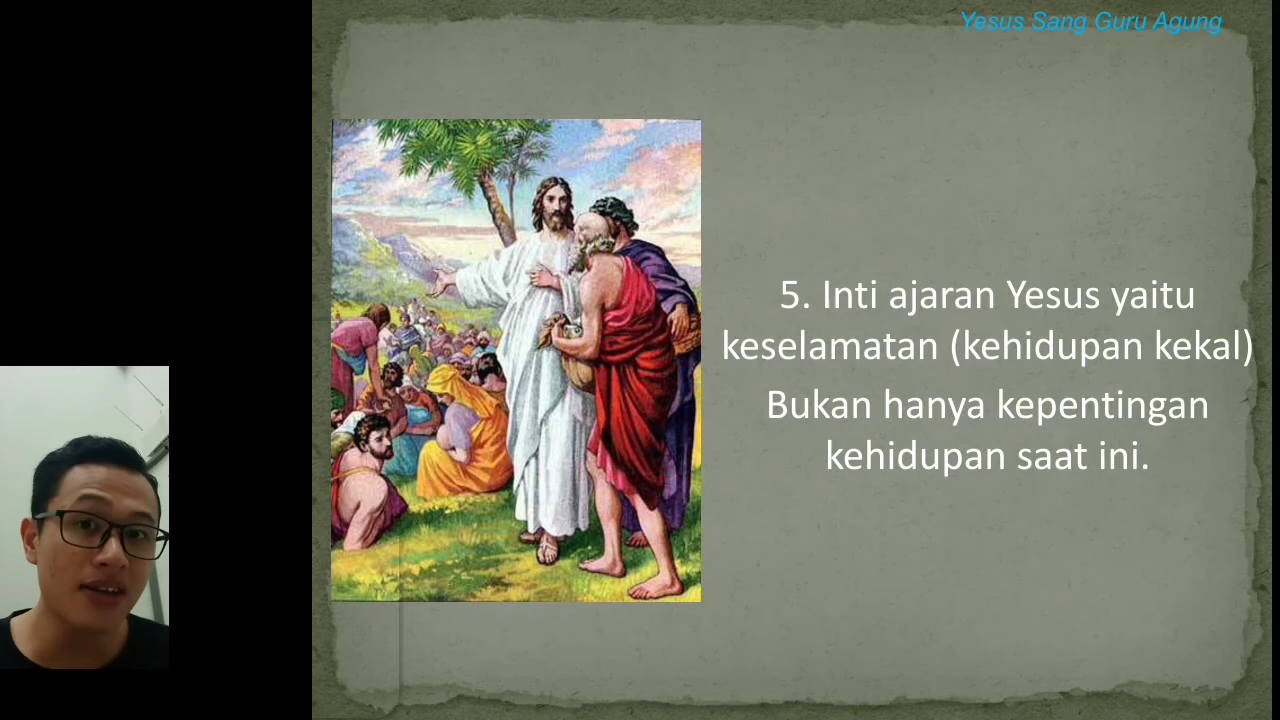 Yesus Sang Guru Agung
5. Inti ajaran Yesus yaitu
keselamatan (kehidupan kekal)
Bukan hanya kepentingan
kehidupan saat ini.